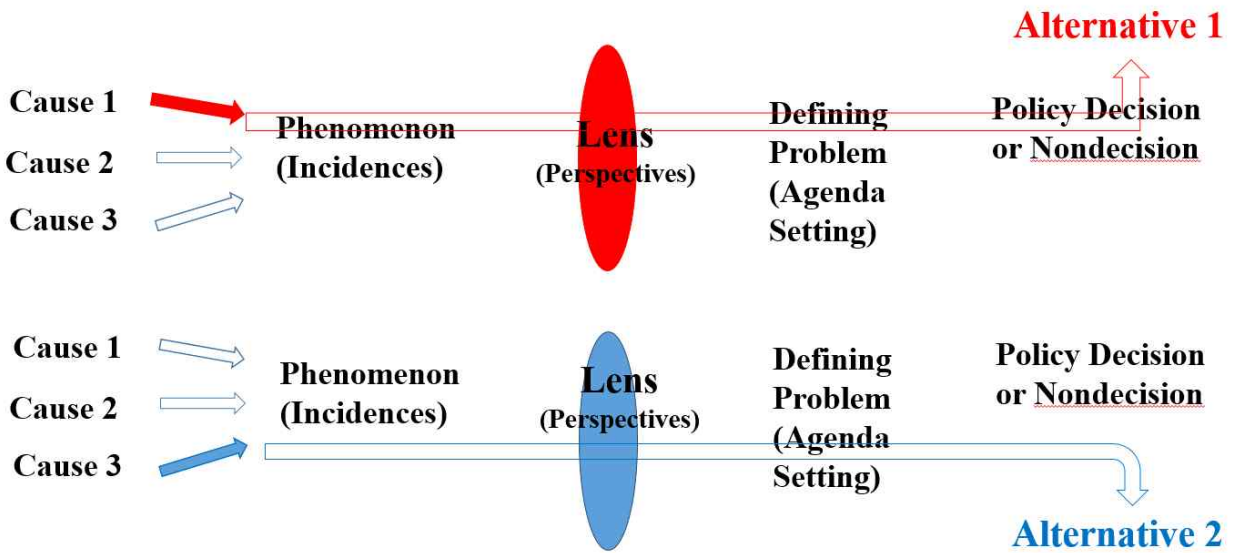 Alternative 1
Cause 1
Cause 2
Cause 3
Phenomenon
(Incidences)
Lens
(Perspectives)
Defining
Problem
(Agenda
Setting)
Policy Decision
or Nondecision
Cause 1
Cause 2
Cause 3
Phenomenon
(Incidences)
Lens
(Perspectives)
Defining
Problem
(Agenda
Setting)
Policy Decision
or Nondecision
Alternative 2